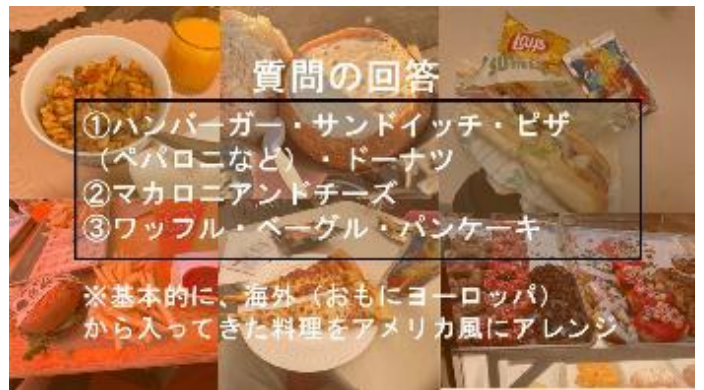 質問の回答
①ハンバーガー・サンドイッチ・ピザ
（ペパロニなど）・ドーナツ
②マカロニアンドチーズ
③ワッフル・ベーグル・パンケーキ
※基本的に、海外（おもにヨーロッパ）
から入ってきた料理をアメリカ風にアレンジ
Lay's